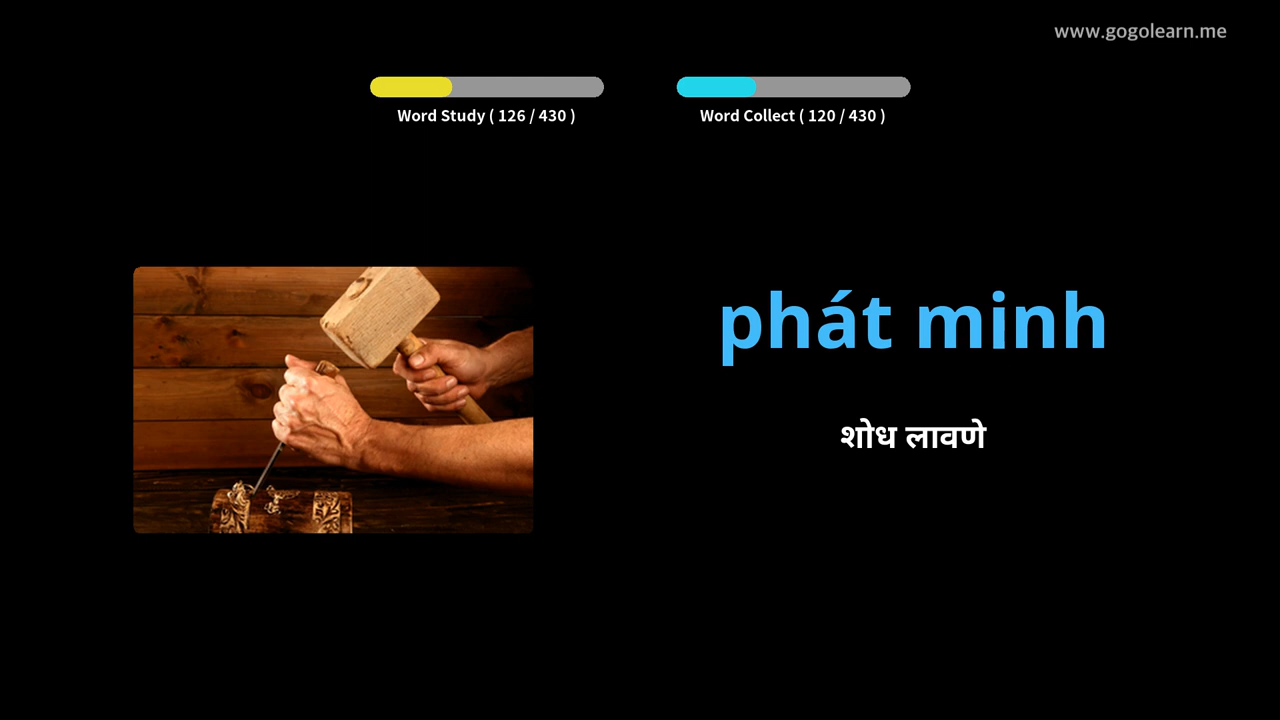 www.gogolearn.me
Word Study ( 126 / 430 )
Word Collect ( 120 / 430 )
phát minh
शोध लावणे